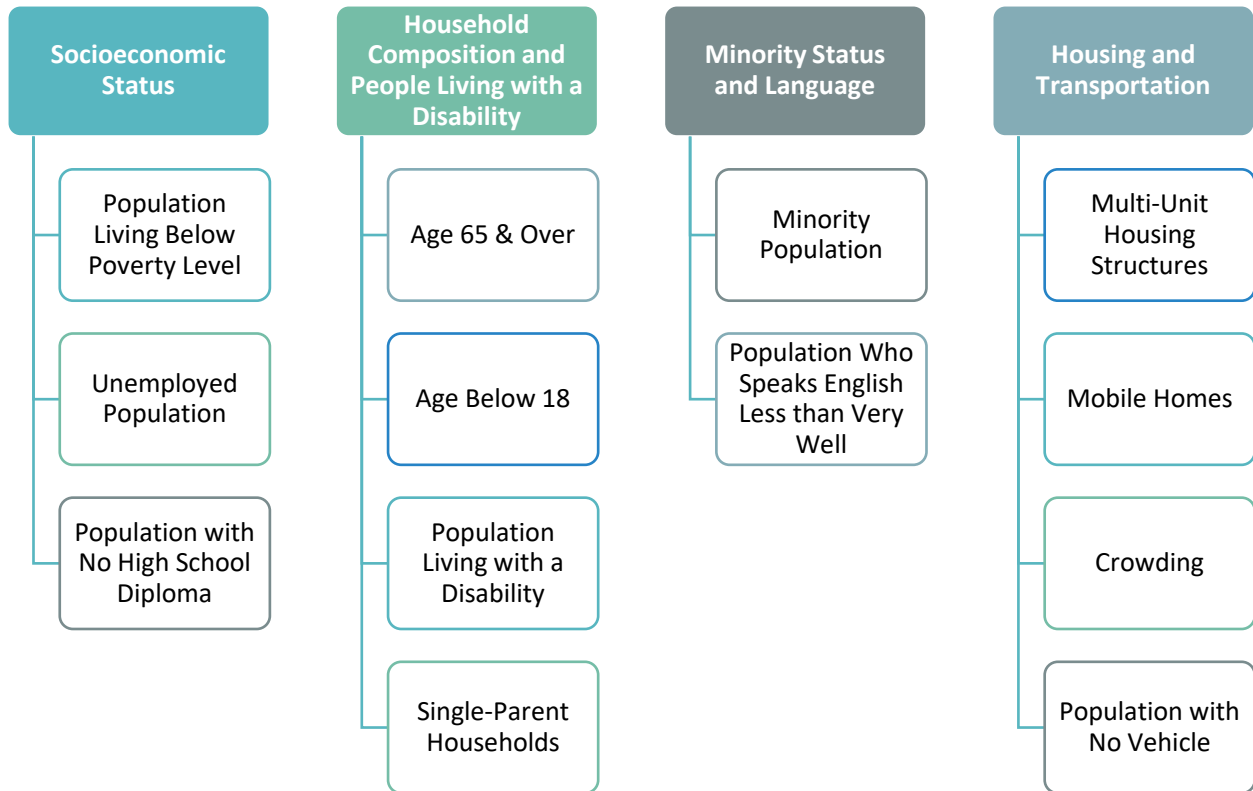 Socioeconomic
Status
Population
Living Below
Poverty Level
Unemployed
Population
Population with
No High School
Diploma
Household
Composition and
People Living with a
Disability
Age 65 & Over
Age Below 18
Population
Living with a
Disability
Single-Parent
Households
Minority Status
and Language
Minority
Population
Population Who
Speaks English
Less than Very
Well
Housing and
Transportation
Multi-Unit
Housing
Structures
Mobile Homes
Crowding
Population with
No Vehicle